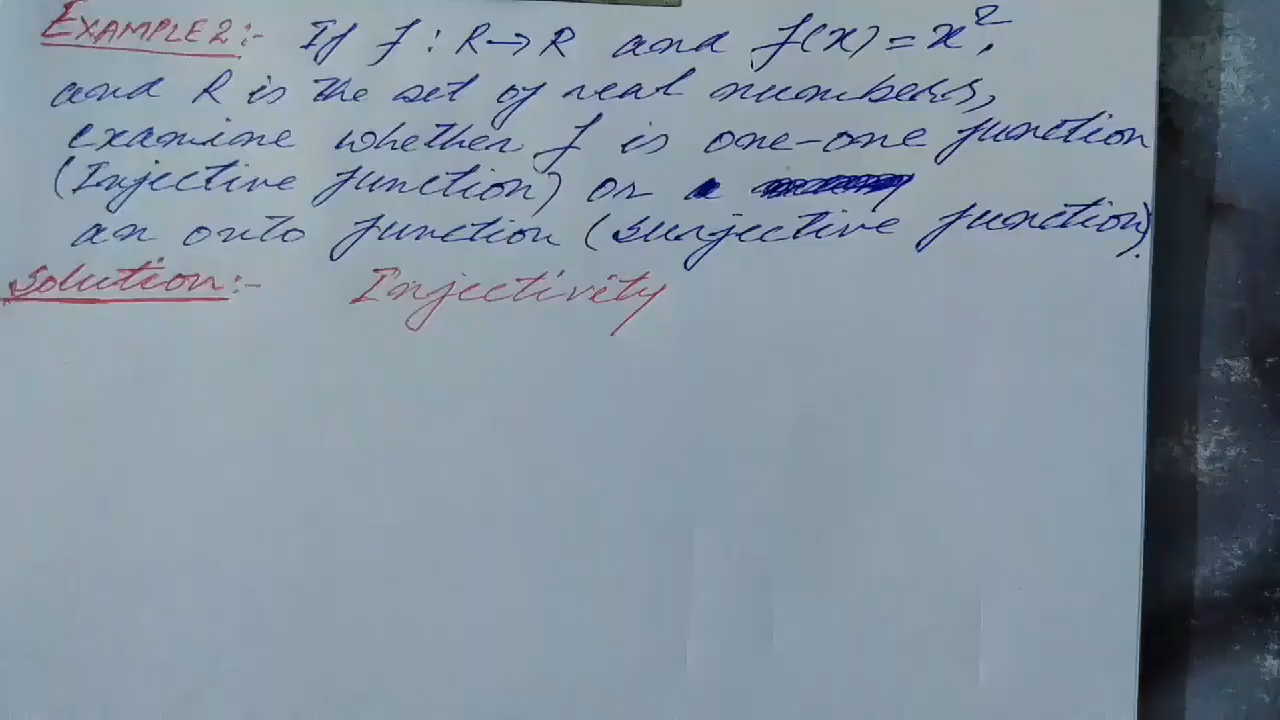 EXAMPLE 2:- If f : R→R and f(x) = x²,
and R is the set of real numbers,
examine whether f is one-one function
(Injective function) or
an onto function (surjective function).
Solution:- Injectivity